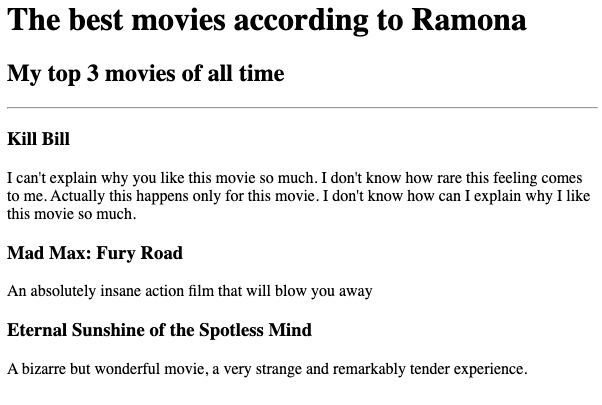 The best movies according to Ramona
My top 3 movies of all time
Kill Bill
I can't explain why you like this movie so much. I don't know how rare this feeling comes
to me. Actually this happens only for this movie. I don't know how can I explain why I like
this movie so much.
Mad Max: Fury Road
An absolutely insane action film that will blow you away
Eternal Sunshine of the Spotless Mind
A bizarre but wonderful movie, a very strange and remarkably tender experience.